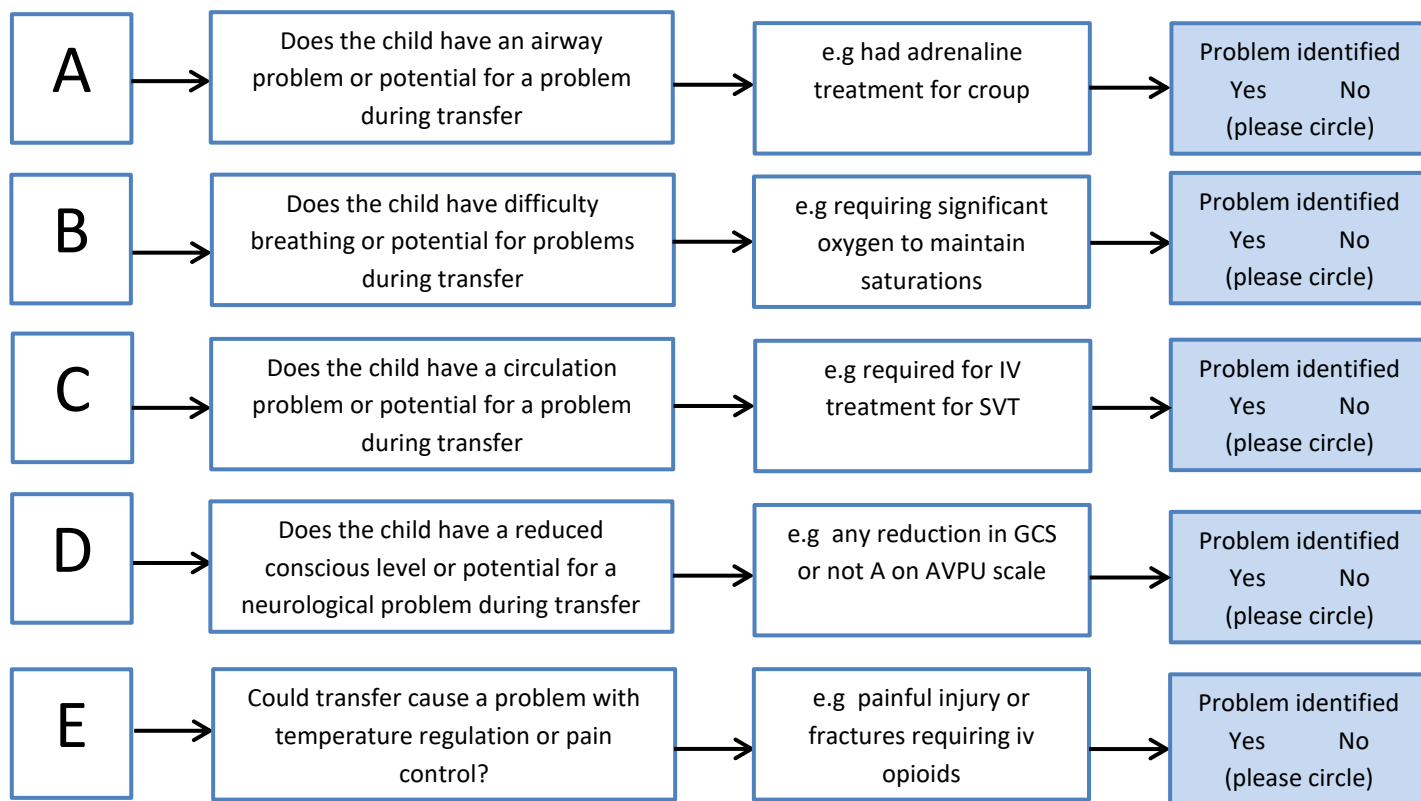 A
Does the child have an airway
problem or potential for a problem
during transfer
e.g had adrenaline
treatment for croup
Problem identified
Yes No
(please circle)
B
Does the child have difficulty
breathing or potential for problems
during transfer
e.g requiring significant
oxygen to maintain
saturations
Problem identified
Yes No
(please circle)
C
Does the child have a circulation
problem or potential for a problem
during transfer
e.g required for IV
treatment for SVT
Problem identified
Yes No
(please circle)
D
Does the child have a reduced
conscious level or potential for a
neurological problem during transfer
e.g any reduction in GCS
or not A on AVPU scale
Problem identified
Yes No
(please circle)
E
Could transfer cause a problem with
temperature regulation or pain
control?
e.g painful injury or
fractures requiring iv
opioids
Problem identified
Yes No
(please circle)